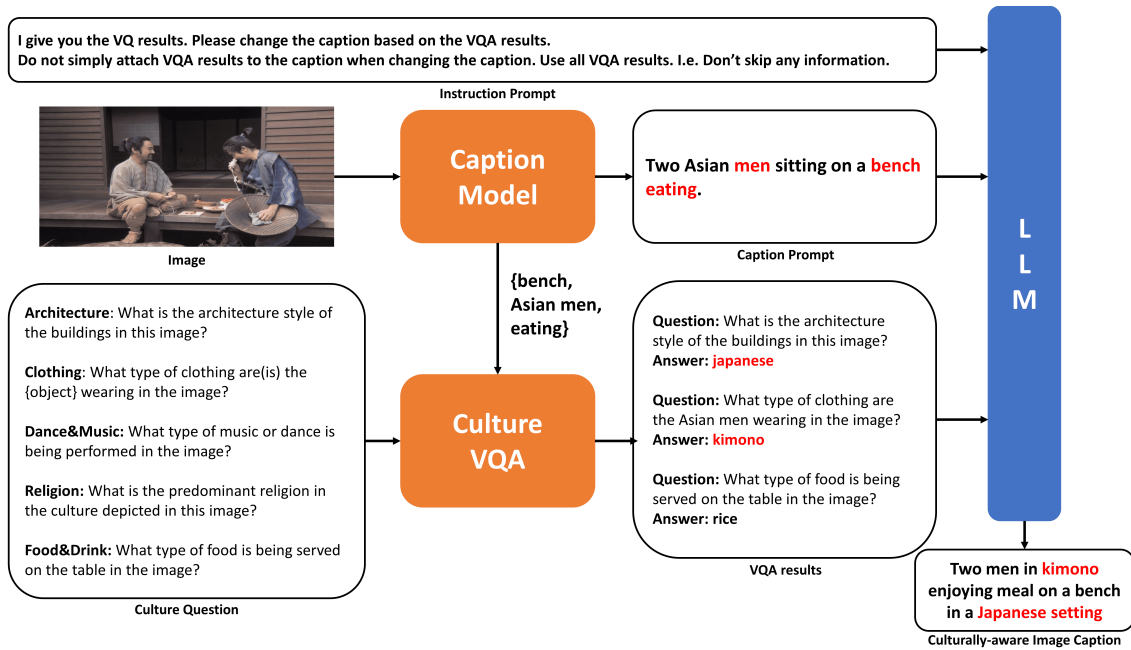 I give you the VQ results. Please change the caption based on the VQA results.
Do not simply attach VQA results to the caption when changing the caption. Use all VQA results. I.e. Don’t skip any information.
Instruction Prompt
Image
Caption
Model
Two Asian men sitting on a bench
eating.
Caption Prompt
L
L
M
{bench,
Asian men,
eating}
Architecture: What is the architecture style of
the buildings in this image?
Clothing: What type of clothing are(is) the
{object} wearing in the image?
Dance&Music: What type of music or dance is
being performed in the image?
Religion: What is the predominant religion in
the culture depicted in this image?
Food&Drink: What type of food is being served
on the table in the image?
Culture Question
Culture
VQA
Question: What is the architecture
style of the buildings in this image?
Answer: japanese
Question: What type of clothing are
the Asian men wearing in the image?
Answer: kimono
Question: What type of food is being
served on the table in the image?
Answer: rice
VQA results
Two men in kimono
enjoying meal on a bench
in a Japanese setting
Culturally-aware Image Caption